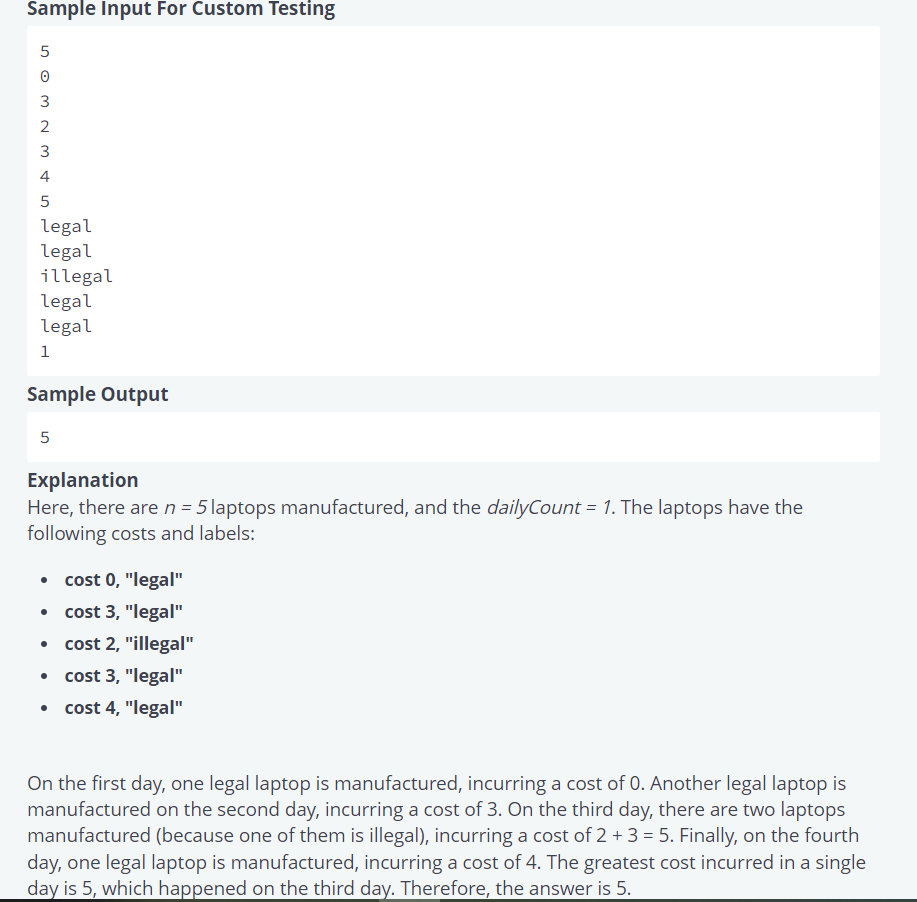 Sample Input For Custom Testing
5
0
3
2
3
4
5
legal
legal
illegal
legal
legal
1
Sample Output
5
Explanation
Here, there are n = 5 laptops manufactured, and the dailyCount = 1. The laptops have the
following costs and labels:
• cost 0, "legal"
• cost 3, "legal"
• cost 2, "illegal"
• cost 3, "legal"
• cost 4, "legal"
On the first day, one legal laptop is manufactured, incurring a cost of 0. Another legal laptop is
manufactured on the second day, incurring a cost of 3. On the third day, there are two laptops
manufactured (because one of them is illegal), incurring a cost of 2 + 3 = 5. Finally, on the fourth
day, one legal laptop is manufactured, incurring a cost of 4. The greatest cost incurred in a single
day is 5, which happened on the third day. Therefore, the answer is 5.